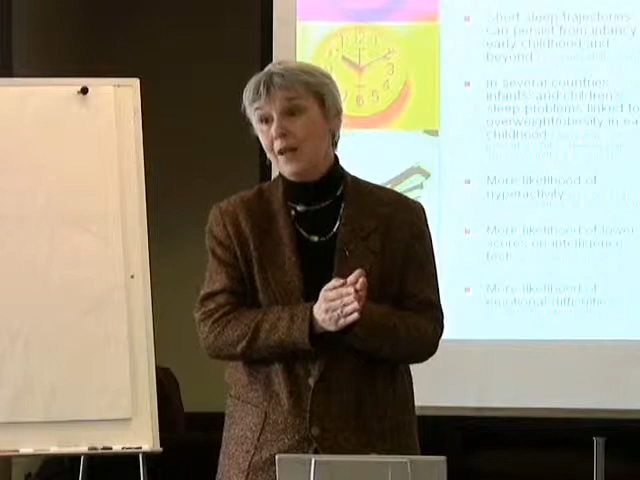 Short sleep trajectories
can persist from infancy
early childhood and
beyond
In several countries
infants' and children's
sleep problems linked to
overweight/obesity in ea
childhood
More likelihood of
Hyperactivity
More likelihood of lower
scores on intelligence
test
More likelihood of
emotional difficulties